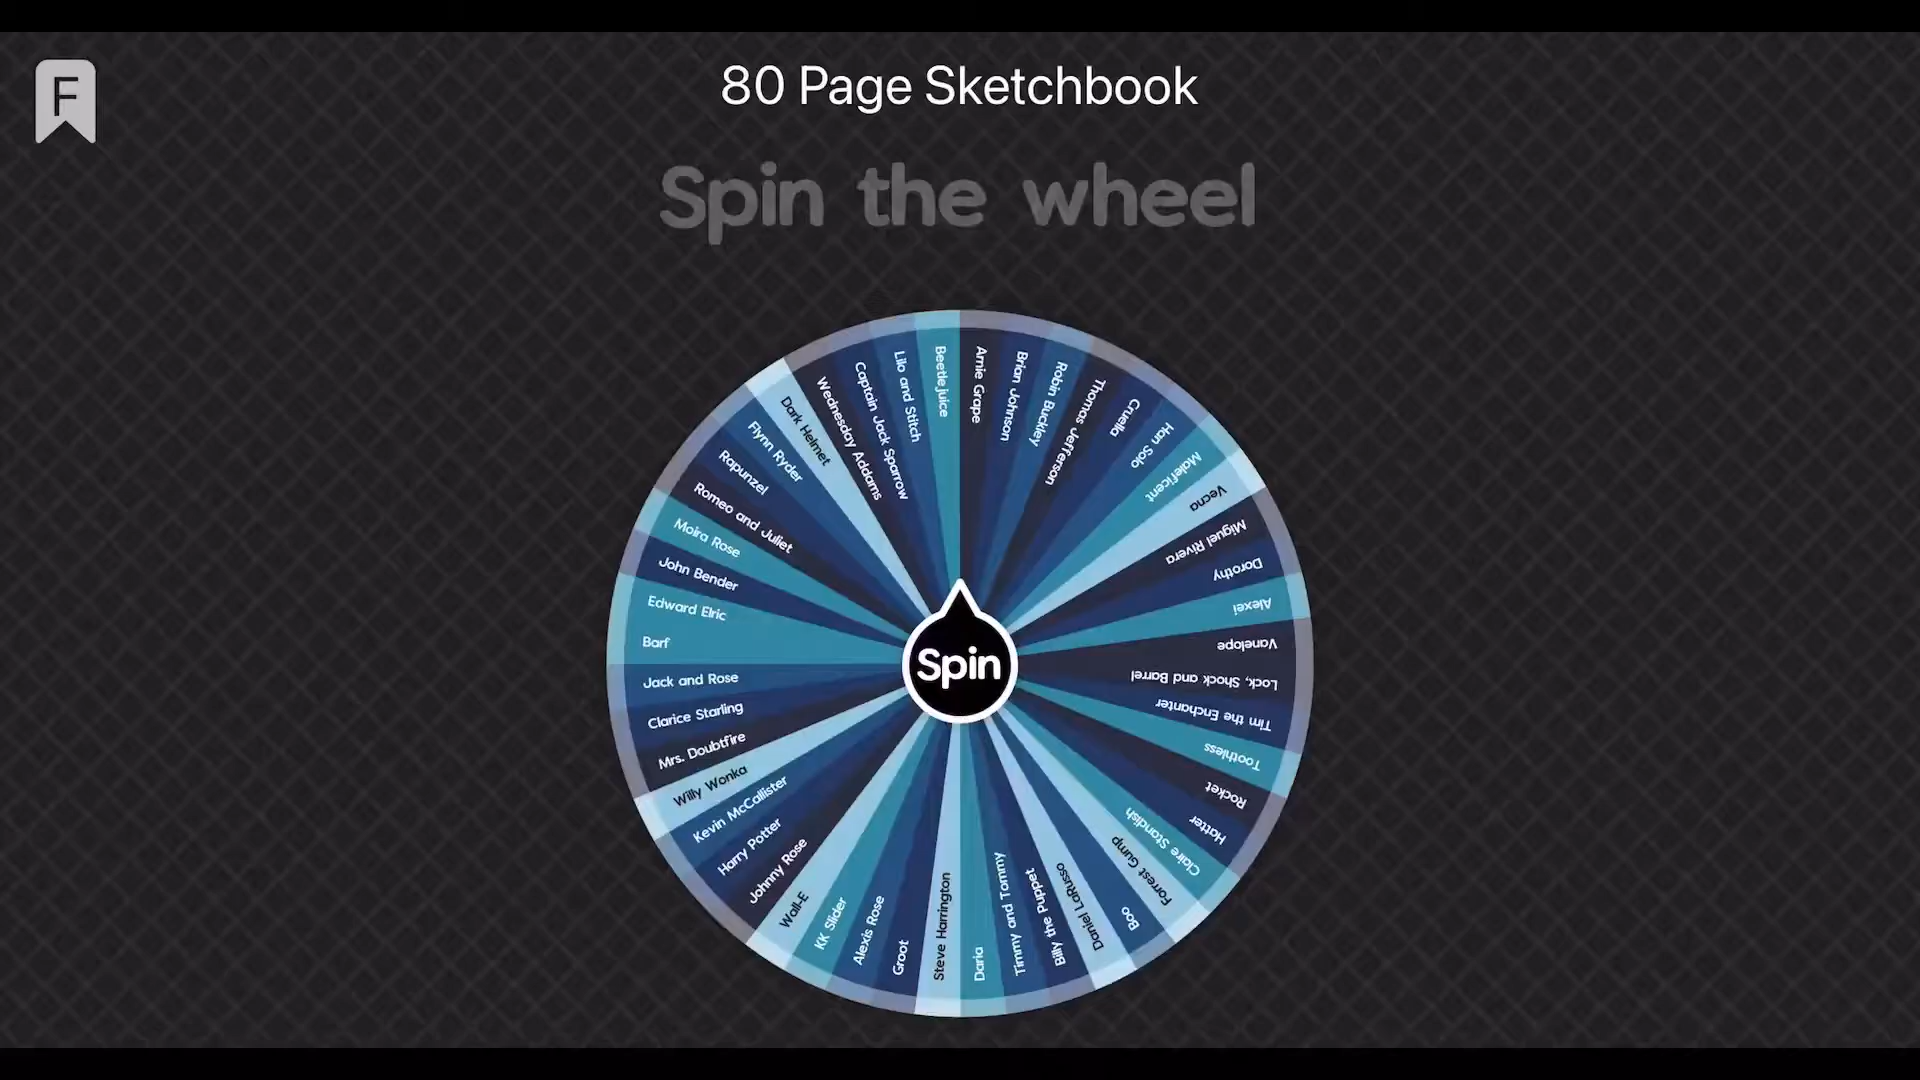 F
80 Page Sketchbook
Spin the wheel
Arnie Grape
Brian Johnson
Robin Buckley
Thomas Jefferson
Cruella
Han Solo
Maleficent
Vecna
Miguel Rivera
Dorothy
Alexei
Vanelope
Lock, Shock and Barrel
Tim the Enchanter
Toothless
Rocket
Hatter
Claire Standish
Forrest Gump
Boo
Daniel LaRusso
Billy the Puppet
Timmy and Tommy
Daria
Steve Harrington
Groot
Alexis Rose
KK Slider
Wall-E
Johnny Rose
Harry Potter
Kevin McCallister
Willy Wonka
Mrs. Doubtfire
Clarice Starling
Jack and Rose
Barf
Edward Elric
John Bender
Moira Rose
Romeo and Juliet
Rapunzel
Flynn Ryder
Dark Helmet
Wednesday Addams
Captain Jack Sparrow
Lilo and Stitch
Beetlejuice
Spin